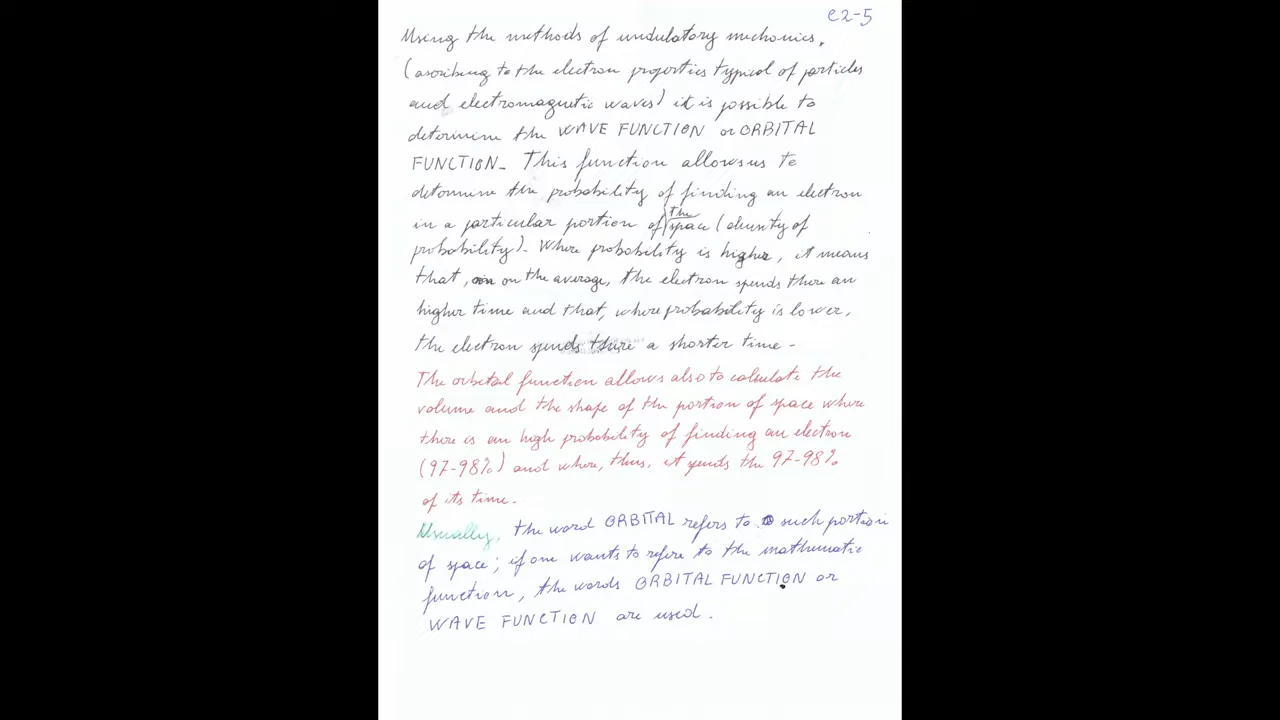 e2-5
Using the methods of undulatory mechanics,
(ascribing to the electron properties typical of particles
and electromagnetic waves) it is possible to
determine the WAVE FUNCTION or ORBITAL
FUNCTION. This function allows us to
determine the probability of finding an electron
in a particular portion of the space (density of
probability). Where probability is higher, it means
that, on the average, the electron spends there an
higher time and that, where probability is lower,
the electron spends there a shorter time.
The orbital function allows also to calculate the
volume and the shape of the portion of space where
there is an high probability of finding an electron
(97-98%) and where, thus, it spends the 97-98%
of its time.
Usually, the word ORBITAL refers to such portion
of space; if one wants to refere to the mathematic
function, the words ORBITAL FUNCTION or
WAVE FUNCTION are used.